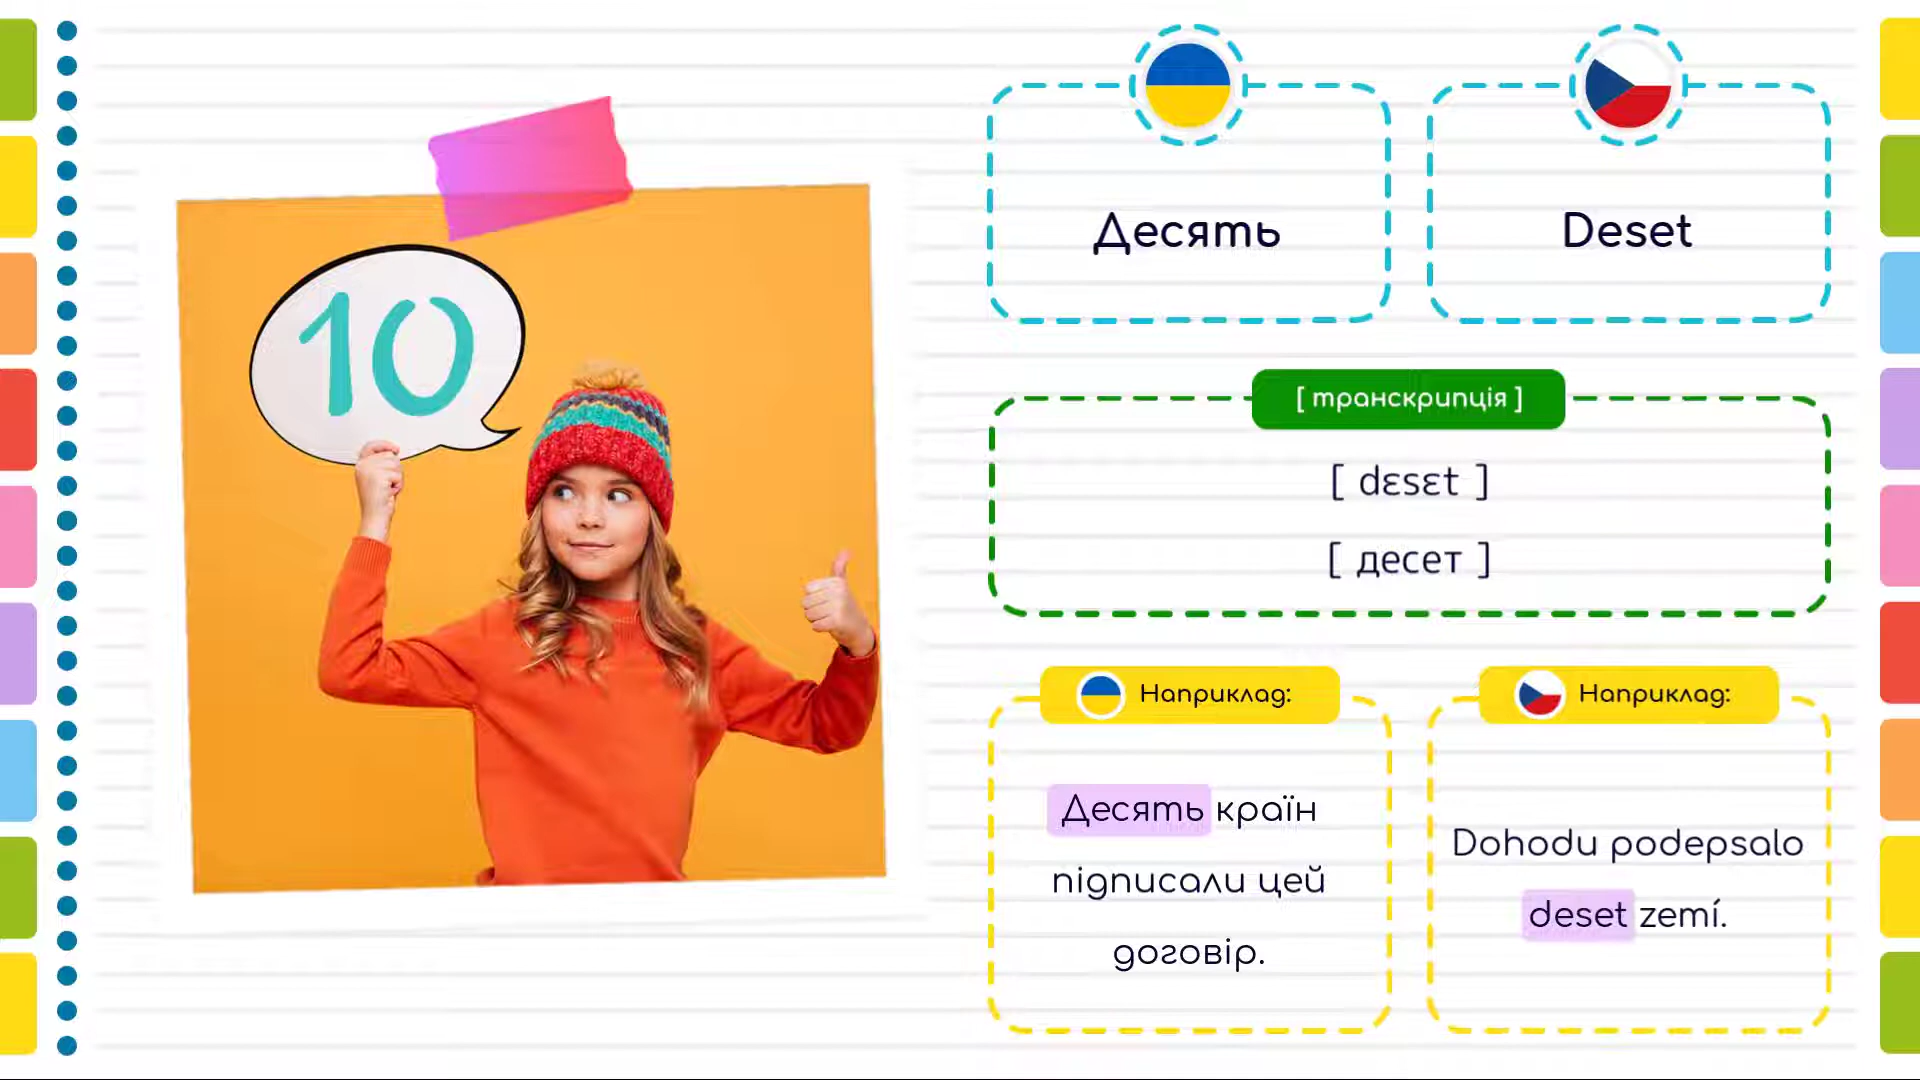 10
Десять
Deset
[ транскрипція ]
[ dɛsɛt ]
[ десет ]
Наприклад:
Десять країн
підписали цей
договір.
Наприклад:
Dohodu podepsalo
deset zemí.